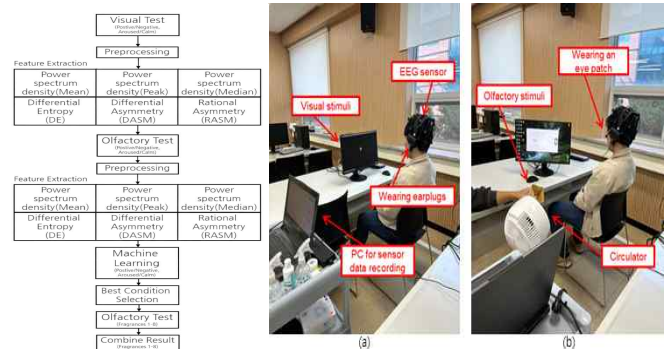 Visual Test
(Postive/Negative,
Aroused/Calm)
Preprocessing
Feature Extraction
Power
spectrum
density(Mean)
Power
spectrum
density(Peak)
Power
spectrum
density(Median)
Differential
Entropy
(DE)
Differential
Asymmetry
(DASM)
Rational
Asymmetry
(RASM)
Olfactory Test
(Postive/Negative,
Aroused/Calm)
Preprocessing
Feature Extraction
Power
spectrum
density(Mean)
Power
spectrum
density(Peak)
Power
spectrum
density(Median)
Differential
Entropy
(DE)
Differential
Asymmetry
(DASM)
Rational
Asymmetry
(RASM)
Machine
Learning
(Postive/Negative,
Aroused/Calm)
Best Condition
Selection
Olfactory Test
(Fragrances 1-8)
Combine Result
(Fragrances 1-8)
EEG sensor
Visual stimuli
Wearing earplugs
PC for sensor
data recording
(a)
Wearing an
eye patch
Olfactory stimuli
Circulator
(b)